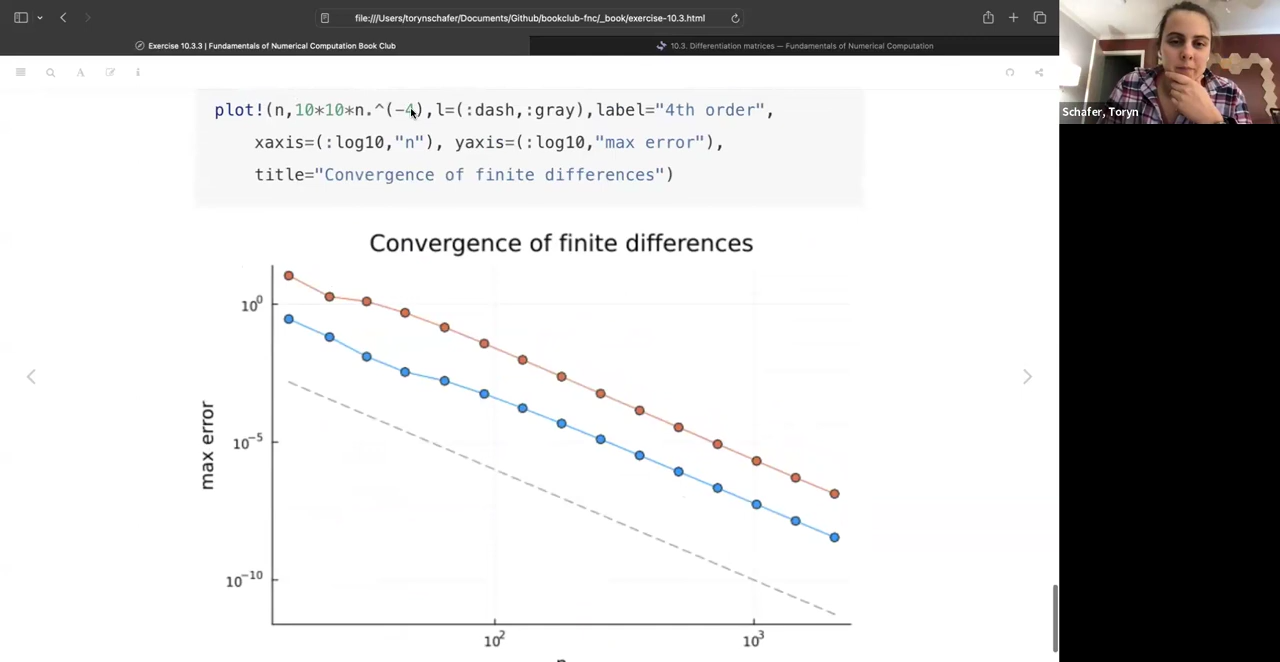 file:///Users/torynschafer/Documents/Github/bookclub-fnc/_book/exercise-10.3.html
Exercise 10.3.3 | Fundamentals of Numerical Computation Book Club
10.3. Differentiation matrices — Fundamentals of Numerical Computation
A
i
Schafer, Toryn
plot!(n,10*10*n.^(-4),l=(:dash,:gray),label="4th order",
xaxis=(:log10,"n"), yaxis=(:log10,"max error"),
title="Convergence of finite differences")
Convergence of finite differences
10⁰
10⁻⁵
10⁻¹⁰
max error
10²
10³
n